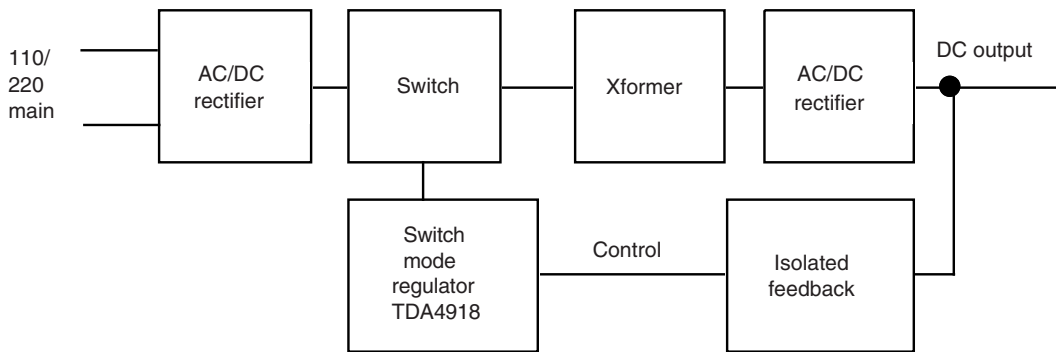 110/
220
main
AC/DC
rectifier
Switch
Xformer
AC/DC
rectifier
DC output
Switch
mode
regulator
TDA4918
Control
Isolated
feedback